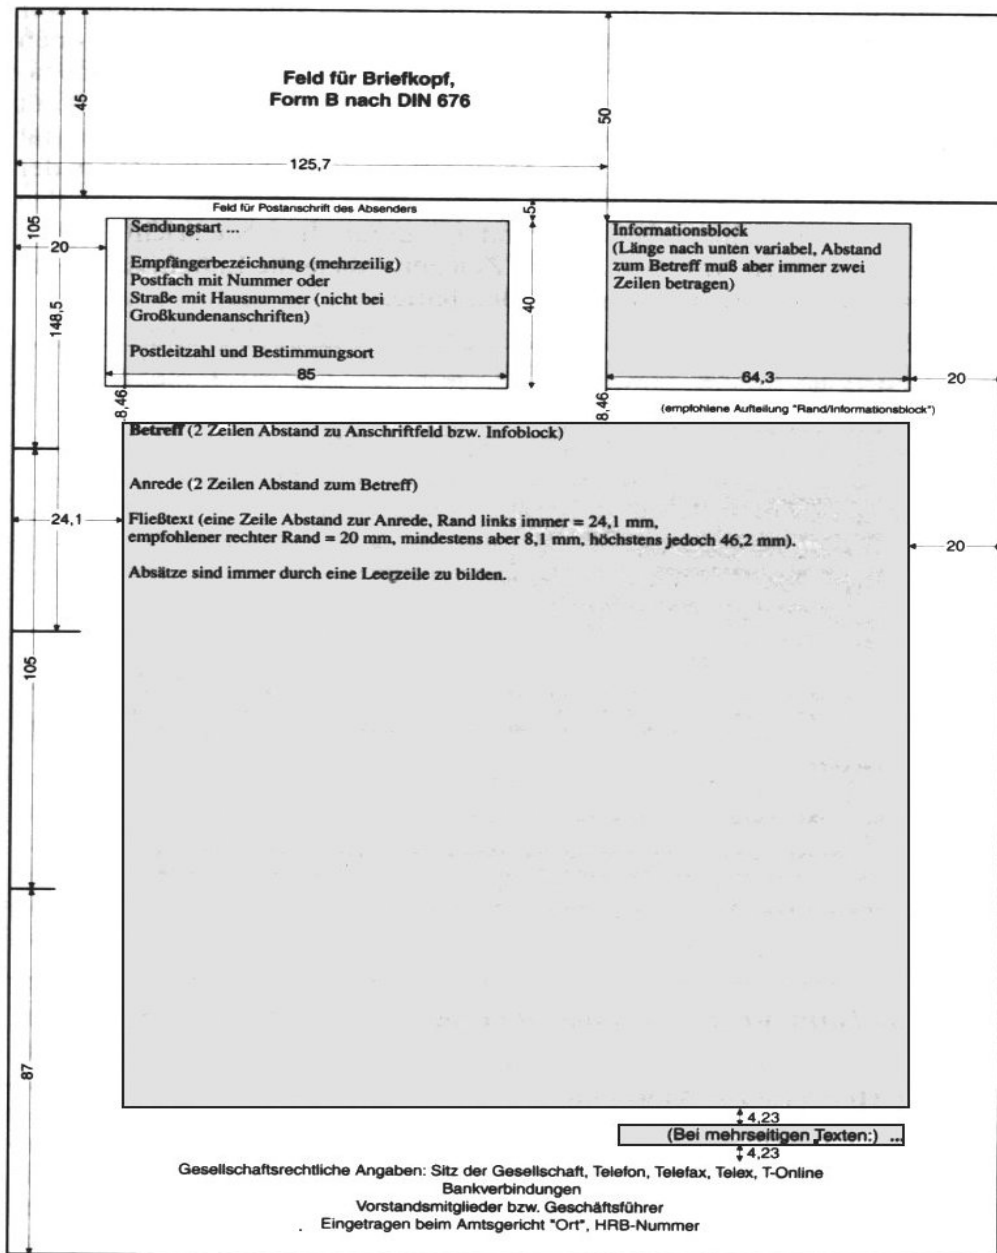 Feld für Briefkopf,
Form B nach DIN 676
45
50
125,7
105
148,5
Feld für Postanschrift des Absenders
5
20
40
Sendungsart ...
Empfängerbezeichnung (mehrzeilig)
Postfach mit Nummer oder
Straße mit Hausnummer (nicht bei
Großkundenanschriften)
Postleitzahl und Bestimmungsort
85
Informationsblock
(Länge nach unten variabel, Abstand
zum Betreff muß aber immer zwei
Zeilen betragen)
64,3
20
8,46
8,46
(empfohlene Aufteilung "Rand/Informationsblock")
Betreff (2 Zeilen Abstand zu Anschriftfeld bzw. Infoblock)
Anrede (2 Zeilen Abstand zum Betreff)
24,1
Fließtext (eine Zeile Abstand zur Anrede, Rand links immer = 24,1 mm,
empfohlener rechter Rand = 20 mm, mindestens aber 8,1 mm, höchstens jedoch 46,2 mm).
20
Absätze sind immer durch eine Leerzeile zu bilden.
105
87
4,23
(Bei mehrseitigen Texten:) ...
4,23
Gesellschaftsrechtliche Angaben: Sitz der Gesellschaft, Telefon, Telefax, Telex, T-Online
Bankverbindungen
Vorstandsmitglieder bzw. Geschäftsführer
Eingetragen beim Amtsgericht "Ort", HRB-Nummer